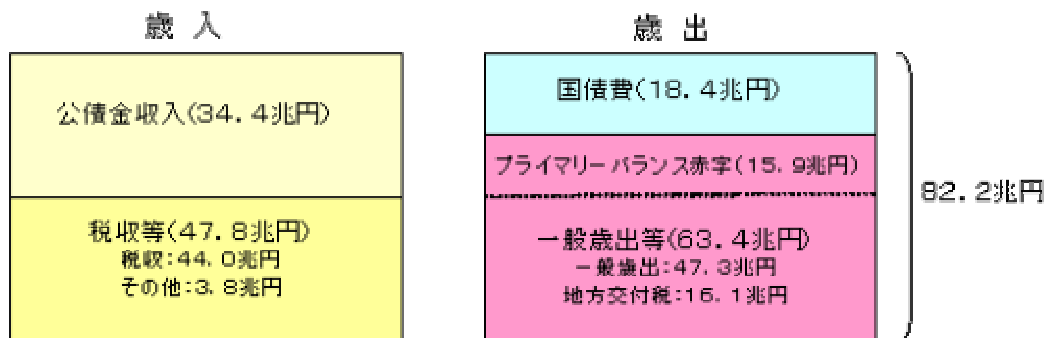 歳入
公債金収入(34.4兆円)
税収等(47.8兆円)
税収:44.0兆円
その他:3.8兆円
歳出
国債費(18.4兆円)
プライマリーバランス赤字(15.9兆円)
一般歳出等(63.4兆円)
一般歳出:47.3兆円
地方交付税:16.1兆円
82.2兆円